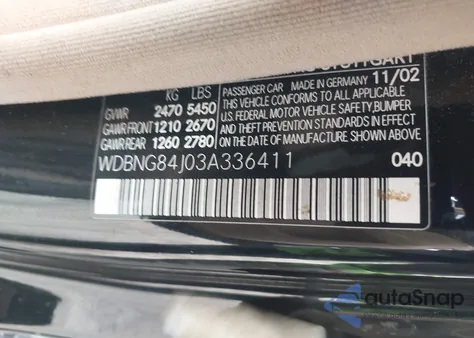 STUTTGART
KG LBS
GVWR 2470 5450
GAWR FRONT 1210 2670
GAWR REAR 1260 2780
PASSENGER CAR / MADE IN GERMANY 11/02
THIS VEHICLE CONFORMS TO ALL APPLICABLE
U.S. FEDERAL MOTOR VEHICLE SAFETY, BUMPER
AND THEFT PREVENTION STANDARDS IN EFFECT
ON THE DATE OF MANUFACTURE SHOWN ABOVE
WDBNG84J03A336411 040
autoSnap